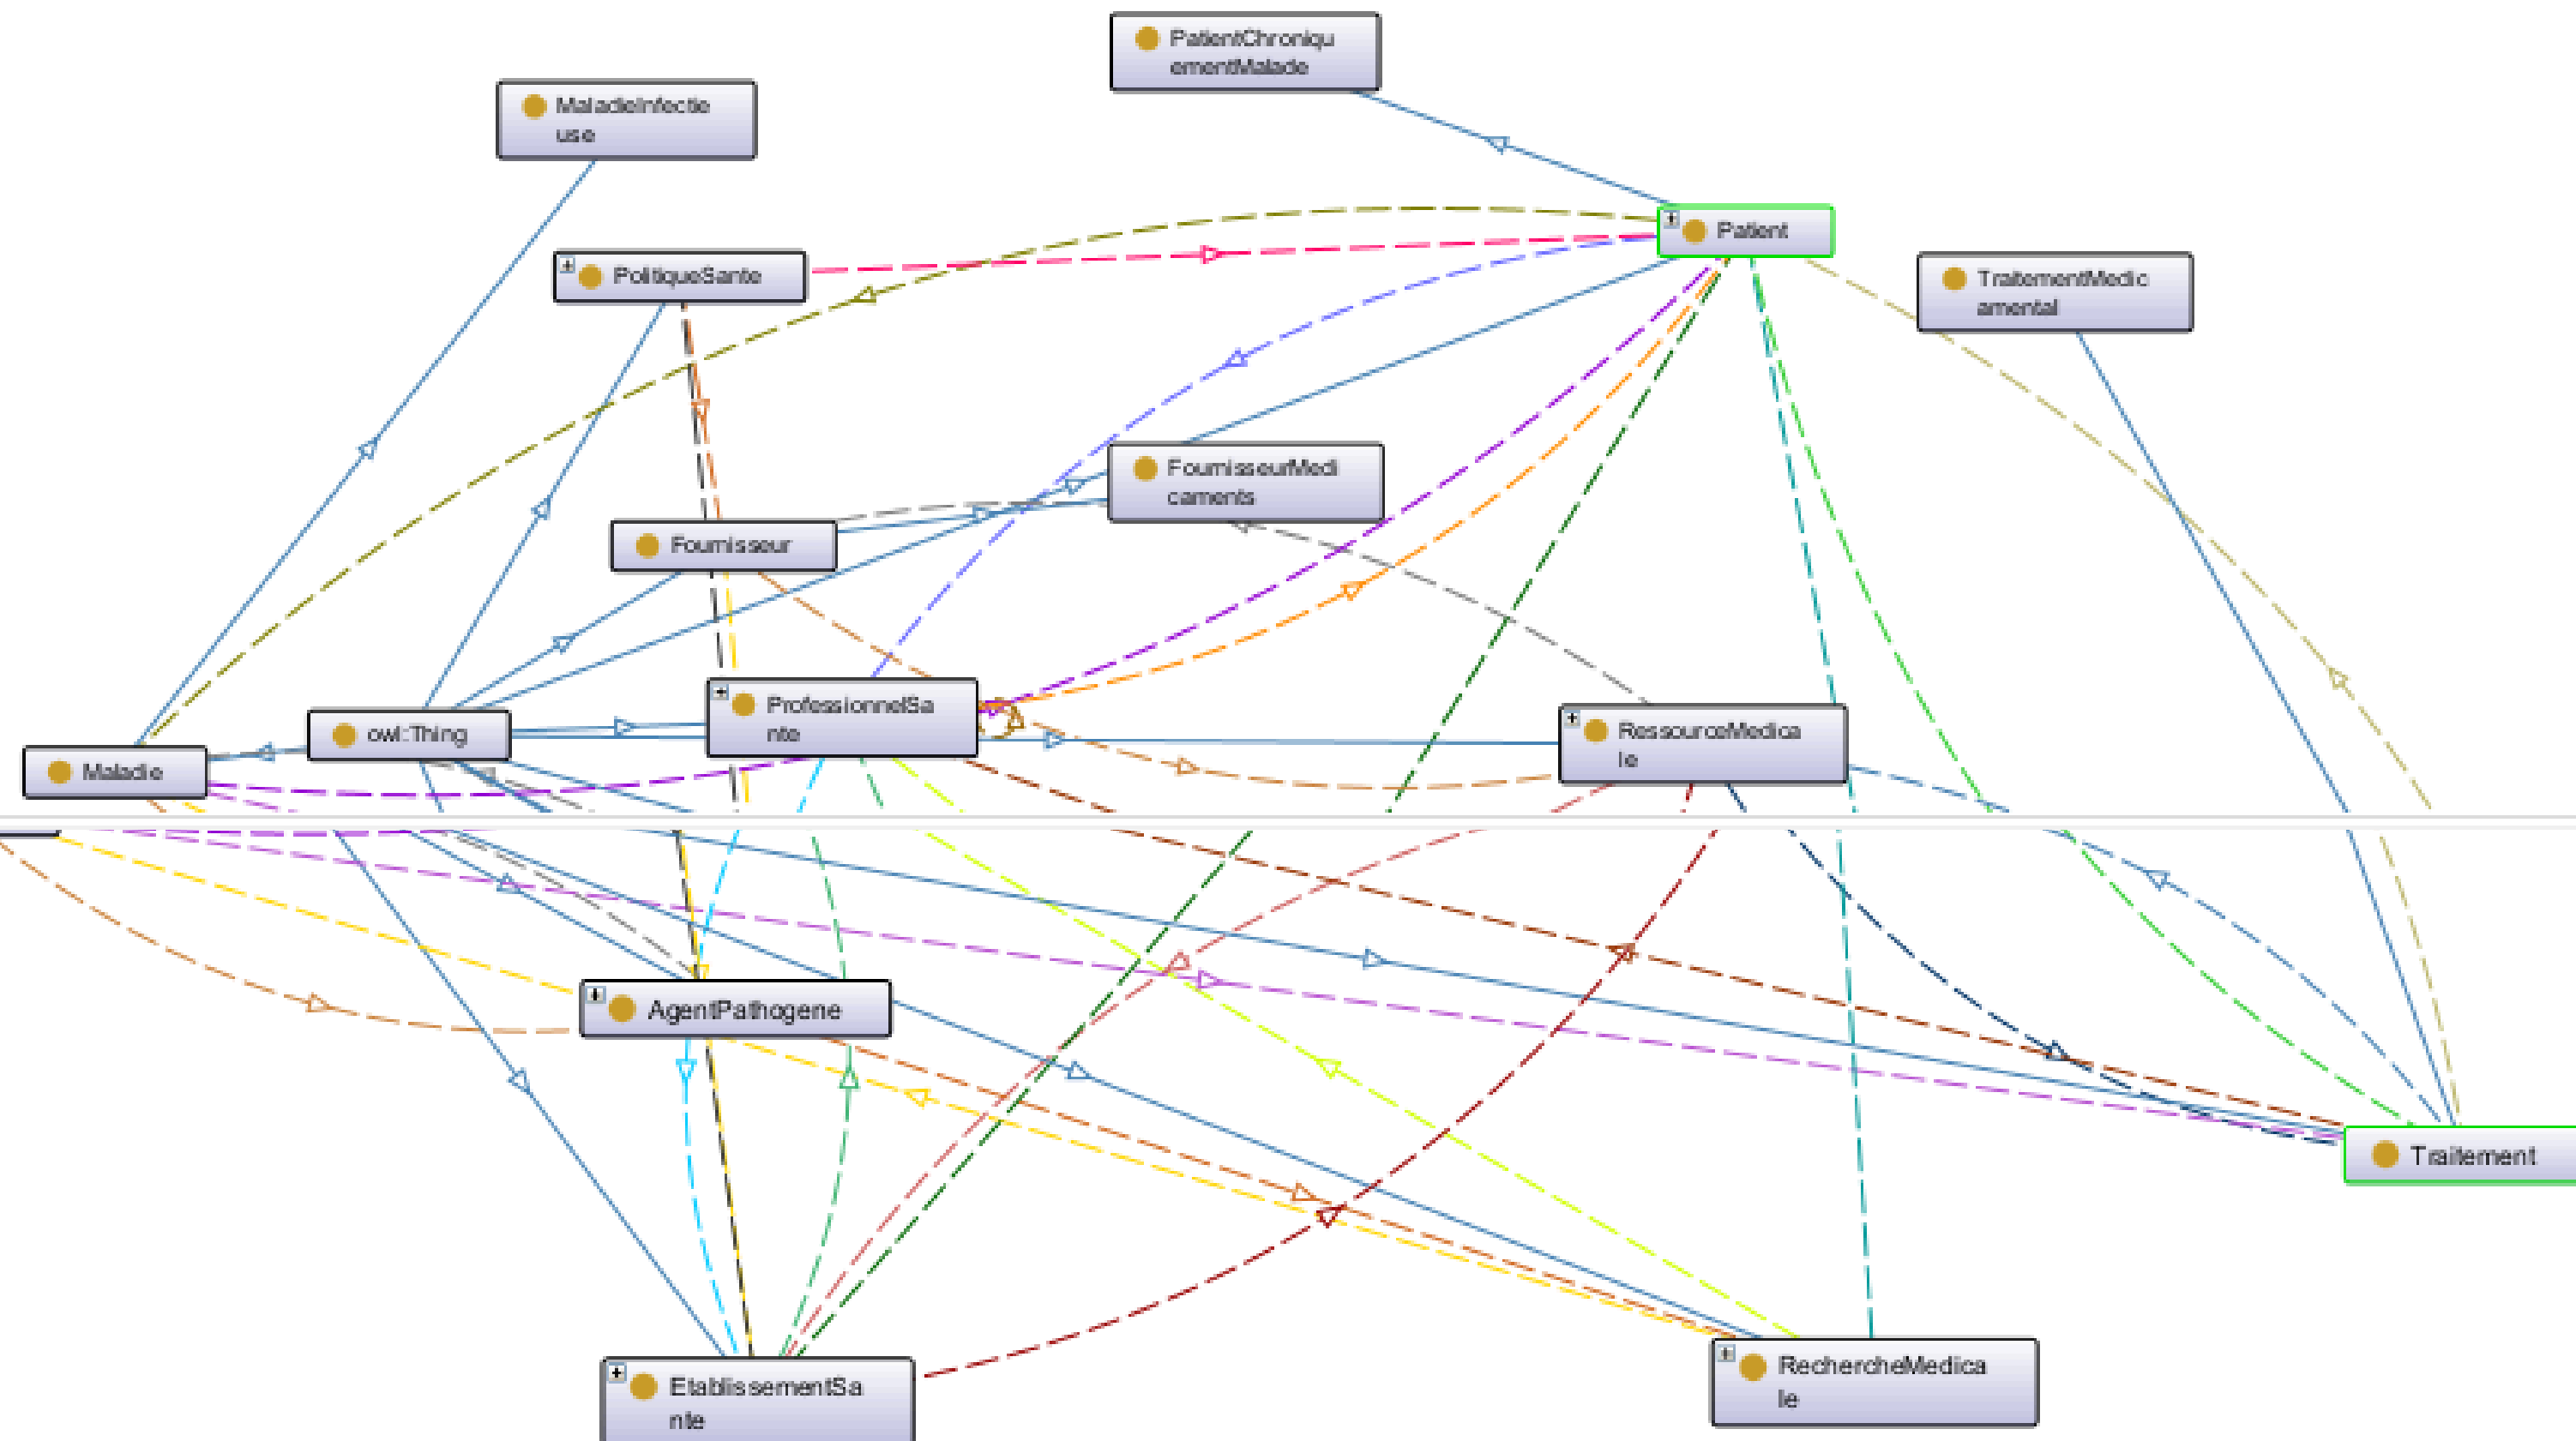 PatientChroniqu
ementMalade
MaladieInfectie
use
Patient
PolitiqueSante
TraitementMedic
amental
FournisseurMedi
caments
Fournisseur
ProfessionnelSa
nte
RessourceMedica
le
owl:Thing
Maladie
AgentPathogene
Traitement
RechercheMedica
le
EtablissementSa
nte